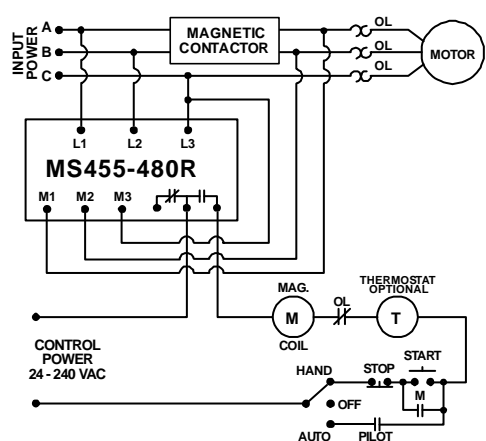 A
B
C
INPUT
POWER
MAGNETIC
CONTACTOR
OL
OL
OL
MOTOR
L1
L2
L3
MS455-480R
M1
M2
M3
MAG.
M
COIL
OL
THERMOSTAT
OPTIONAL
T
CONTROL
POWER
24 - 240 VAC
HAND
STOP
START
M
OFF
AUTO
PILOT